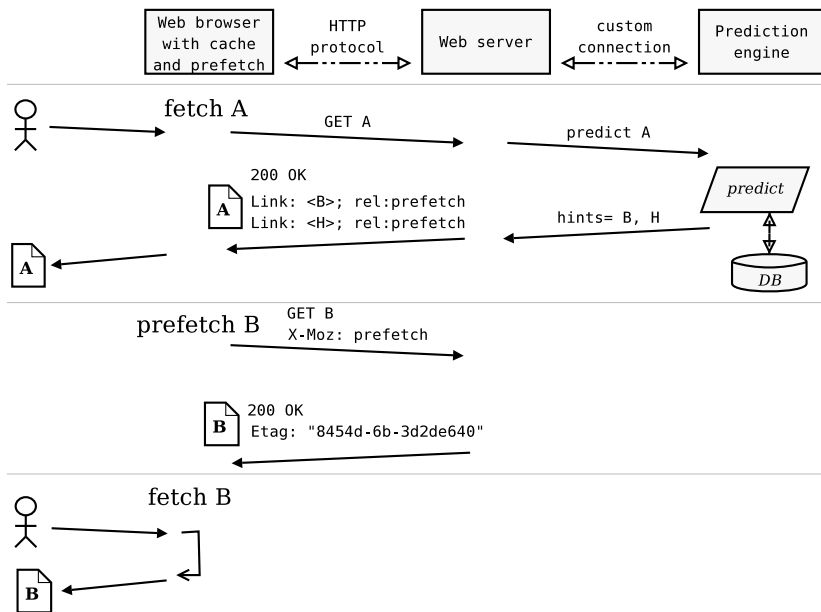 Web browser
with cache
and prefetch
HTTP
protocol
Web server
custom
connection
Prediction
engine
fetch A
GET A
predict A
200 OK
Link: <B>; rel:prefetch
Link: <H>; rel:prefetch
A
predict
hints= B, H
A
DB
prefetch B
GET B
X-Moz: prefetch
200 OK
Etag: "8454d-6b-3d2de640"
B
fetch B
B